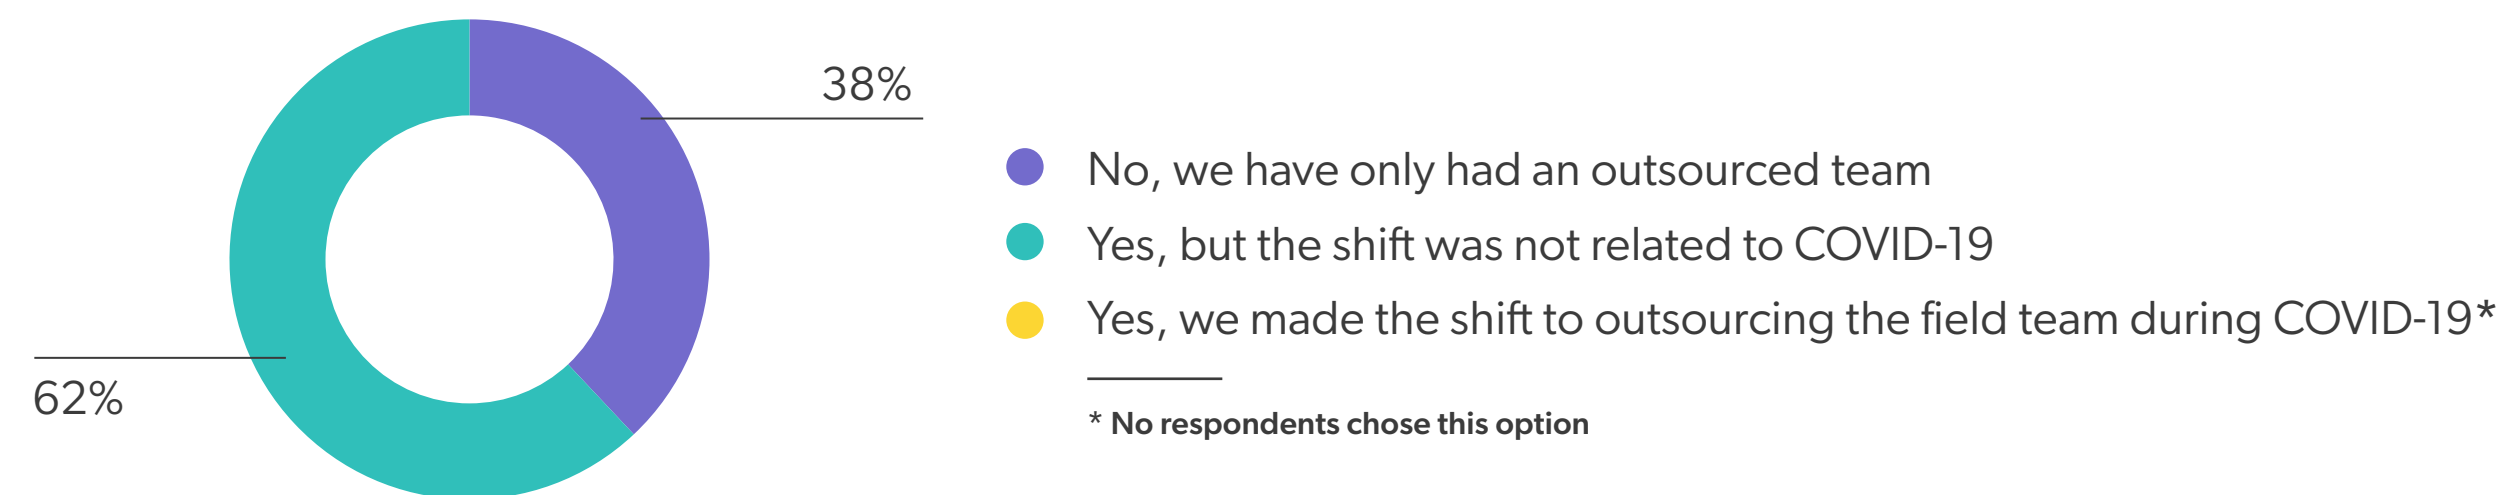 38%
No, we have only had an outsourced team
Yes, but the shift was not related to COVID-19
Yes, we made the shift to outsourcing the field team during COVID-19*
62%
* No respondents chose this option